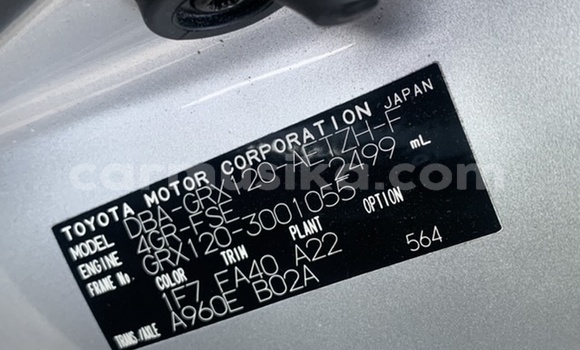 TOYOTA MOTOR CORPORATION JAPAN
MODEL DBA-GRX120-AETZH-F
ENGINE 4GR-FSE 2499 mL
FRAME No. GRX120-3001055
COLOR TRIM PLANT OPTION
1F7 FA40 A22 564
TRANS/AXLE A960E B02A